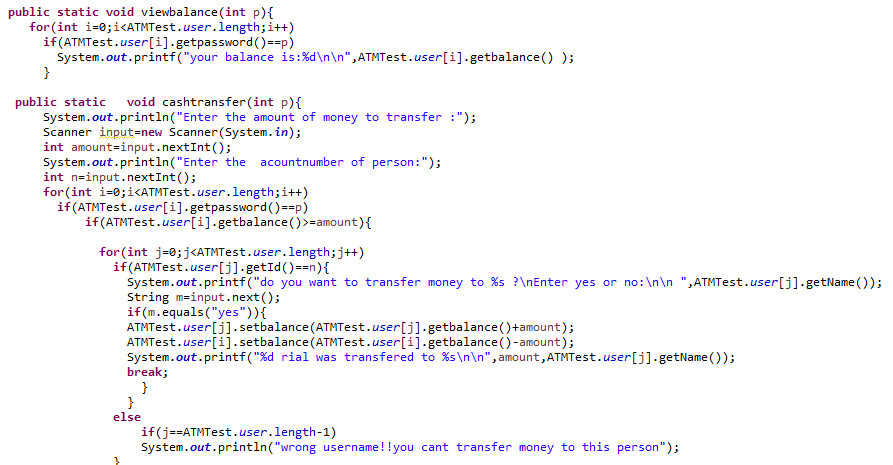 public static void viewbalance(int p){
for(int i=0;i<ATMTest.user.length;i++)
if(ATMTest.user[i].getpassword()==p)
System.out.printf("your balance is:%d\n\n",ATMTest.user[i].getbalance() );
}
public static void cashtransfer(int p){
System.out.println("Enter the amount of money to transfer :");
Scanner input=new Scanner(System.in);
int amount=input.nextInt();
System.out.println("Enter the  acountnumber of person:");
int n=input.nextInt();
for(int i=0;i<ATMTest.user.length;i++)
if(ATMTest.user[i].getpassword()==p)
if(ATMTest.user[i].getbalance()>=amount){
for(int j=0;j<ATMTest.user.length;j++)
if(ATMTest.user[j].getId()==n){
System.out.printf("do you want to transfer money to %s ?\nEnter yes or no:\n\n ",ATMTest.user[j].getName());
String m=input.next();
if(m.equals("yes")){
ATMTest.user[j].setbalance(ATMTest.user[j].getbalance()+amount);
ATMTest.user[i].setbalance(ATMTest.user[i].getbalance()-amount);
System.out.printf("%d rial was transfered to %s\n\n",amount,ATMTest.user[j].getName());
break;
}
}
else
if(j==ATMTest.user.length-1)
System.out.println("wrong username!!you cant transfer money to this person");
}